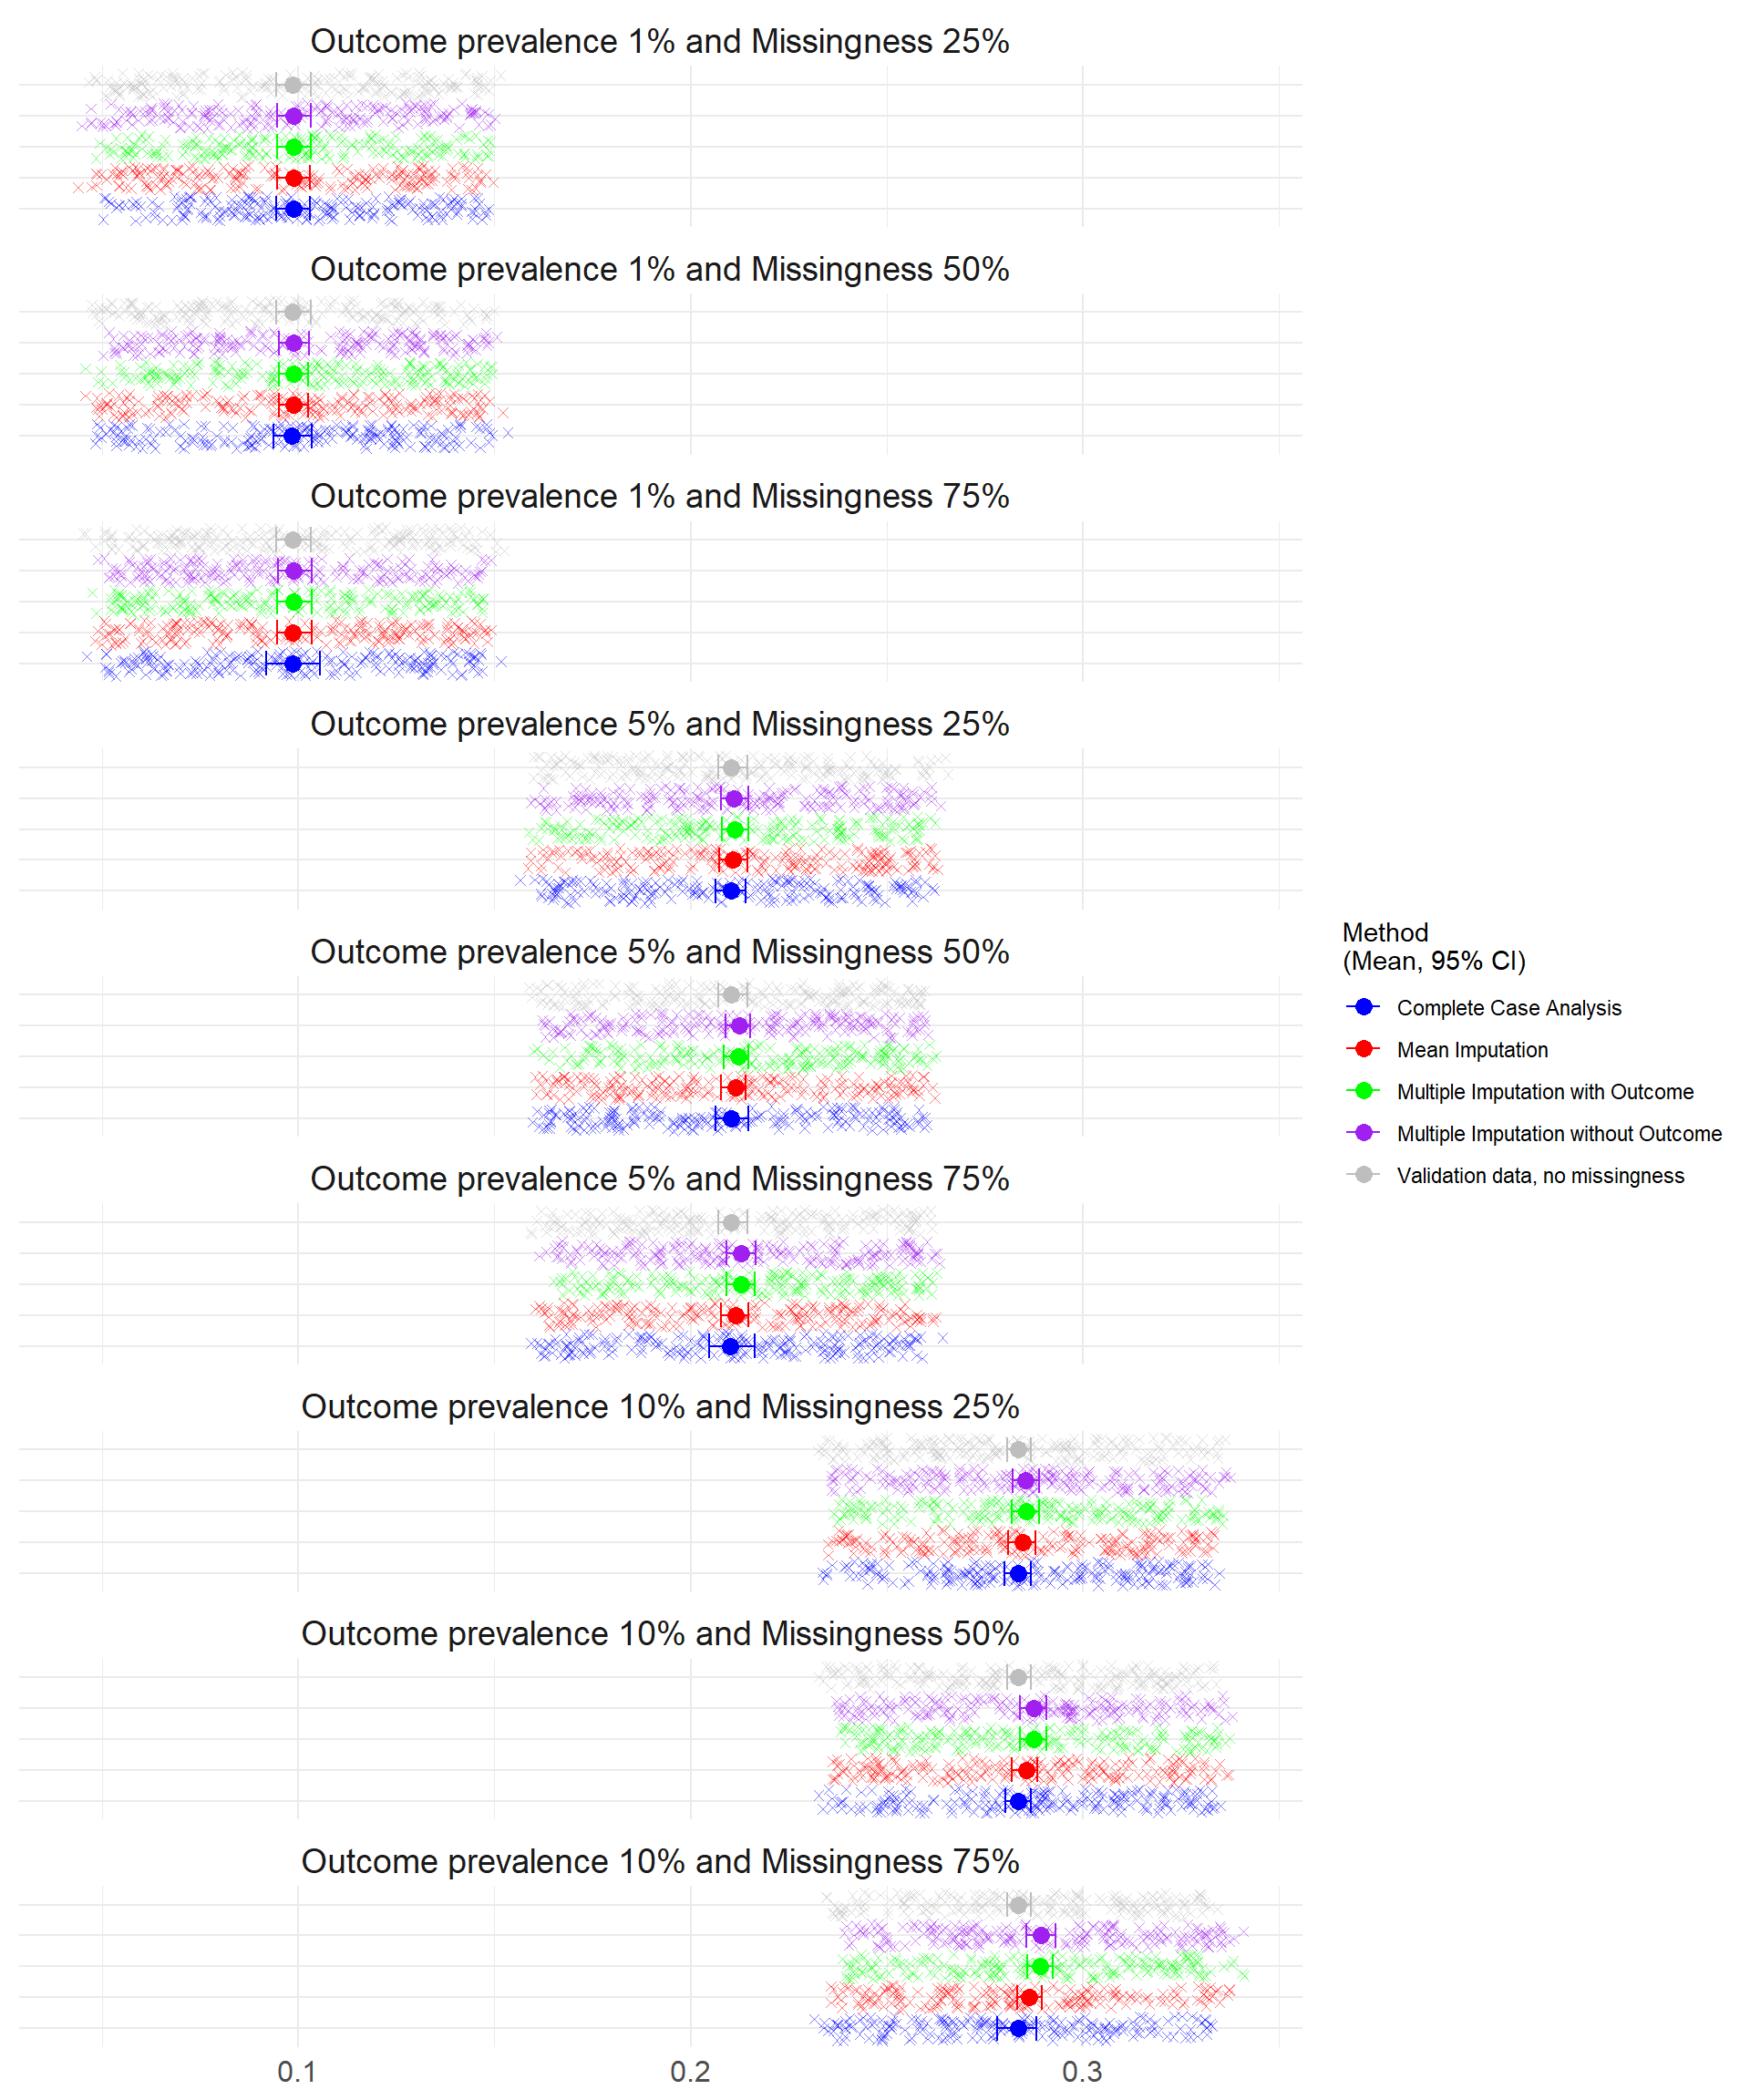 Outcome prevalence 1% and Missingness 25%
Outcome prevalence 1% and Missingness 50%
Outcome prevalence 1% and Missingness 75%
Outcome prevalence 5% and Missingness 25%
Outcome prevalence 5% and Missingness 50%
Outcome prevalence 5% and Missingness 75%
Outcome prevalence 10% and Missingness 25%
Outcome prevalence 10% and Missingness 50%
Outcome prevalence 10% and Missingness 75%
0.1 0.2 0.3
Method
(Mean, 95% CI)
Complete Case Analysis
Mean Imputation
Multiple Imputation with Outcome
Multiple Imputation without Outcome
Validation data, no missingness